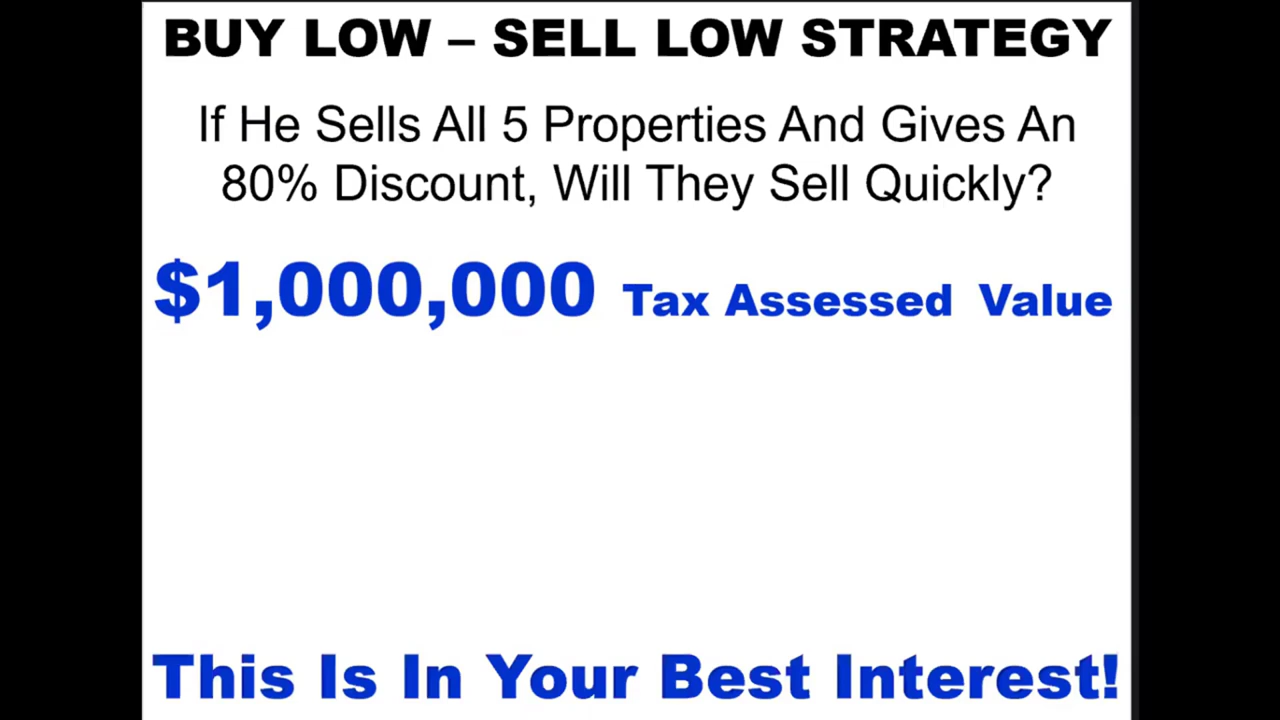 BUY LOW – SELL LOW STRATEGY
If He Sells All 5 Properties And Gives An
80% Discount, Will They Sell Quickly?
$1,000,000 Tax Assessed Value
This Is In Your Best Interest!